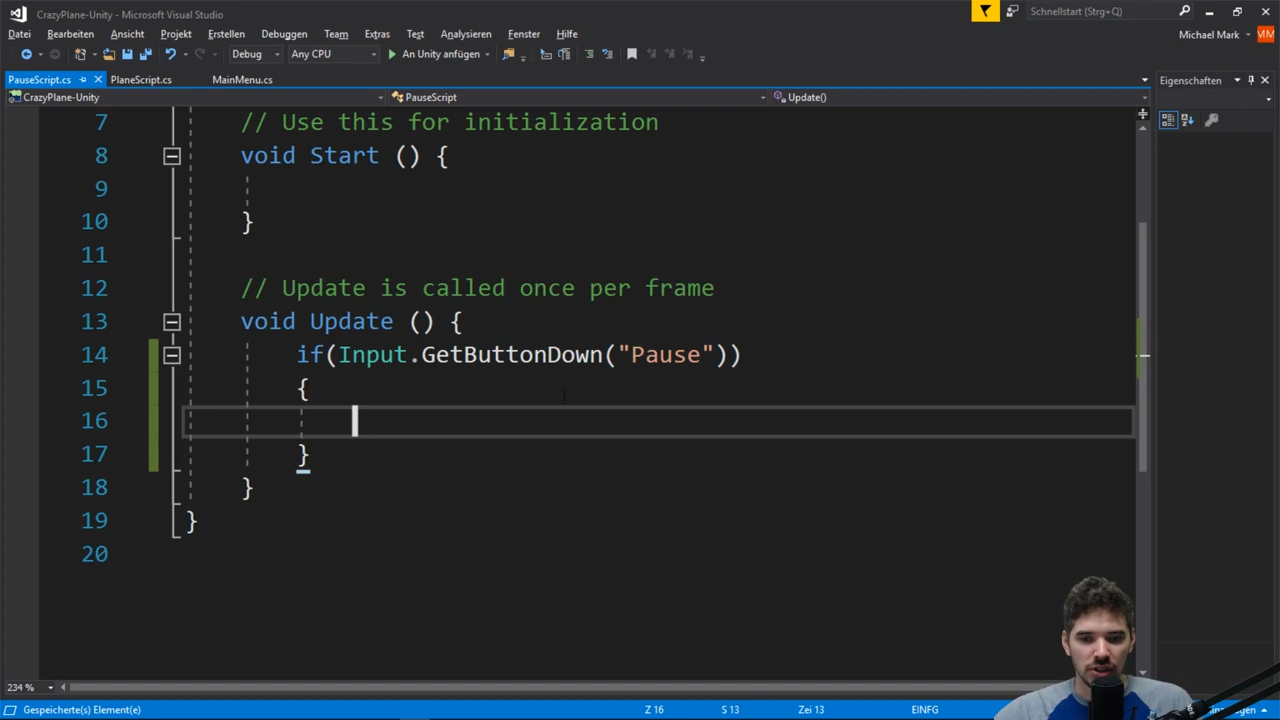 CrazyPlane-Unity - Microsoft Visual Studio
Schnellstart (Strg+Q)
Datei Bearbeiten Ansicht Projekt Erstellen Debuggen Team Extras Test Analysieren Fenster Hilfe
Michael Mark MM
Debug Any CPU An Unity anfügen
PauseScript.cs PlaneScript.cs MainMenu.cs
Eigenschaften
CrazyPlane-Unity PauseScript Update()
7 // Use this for initialization
8 void Start () {
9
10 }
11
12 // Update is called once per frame
13 void Update () {
14 if(Input.GetButtonDown("Pause"))
15 {
16
17 }
18 }
19 }
20
234 %
Gespeicherte(s) Element(e) Z 16 S 13 Zei 13 EINFG